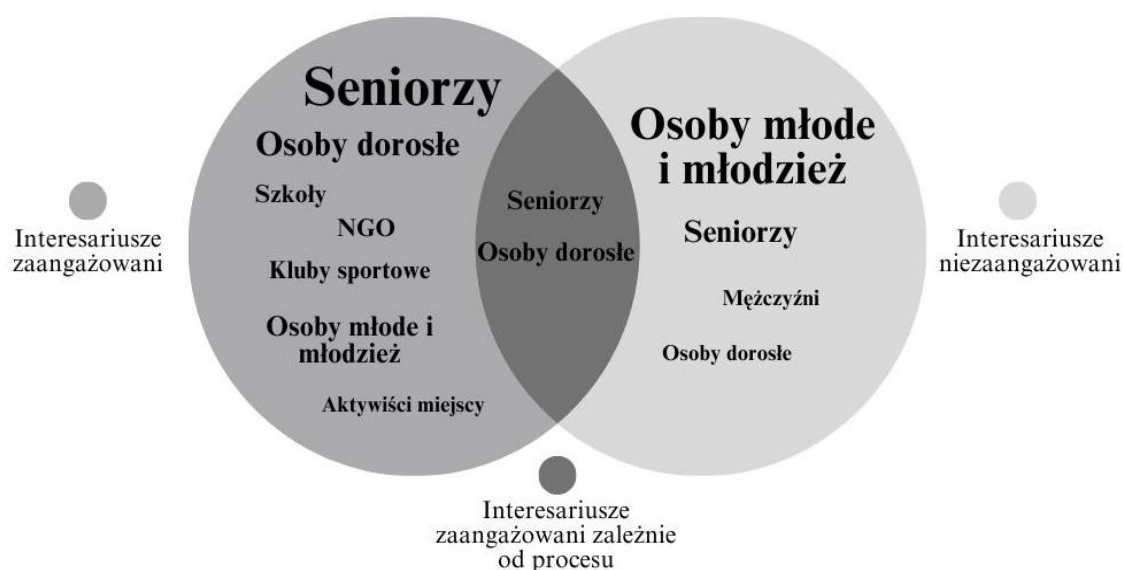 Seniorzy
Osoby dorosłe
Szkoły
NGO
Kluby sportowe
Osoby młode i
młodzież
Aktywiści miejscy
Seniorzy
Osoby dorosłe
Osoby młode
i młodzież
Seniorzy
Mężczyźni
Osoby dorosłe
Interesariusze
zaangażowani
Interesariusze
niezaangażowani
Interesariusze
zaangażowani zależnie
od procesu